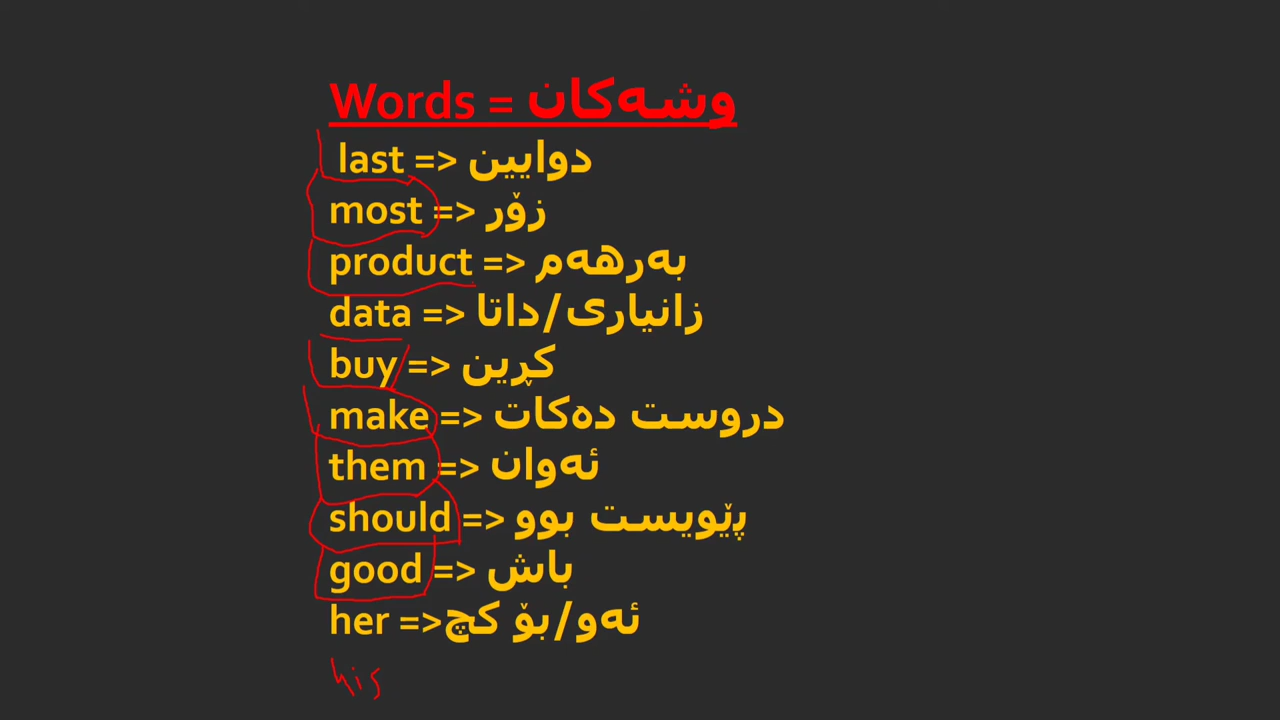 Words = وشەکان
last => دوایین
most => زۆر
product => بەرهەم
data => زانیاری/داتا
buy => کڕین
make => دروست دەکات
them => ئەوان
should => پێویست بوو
good => باش
her =>ئەو/بۆ کچ
his